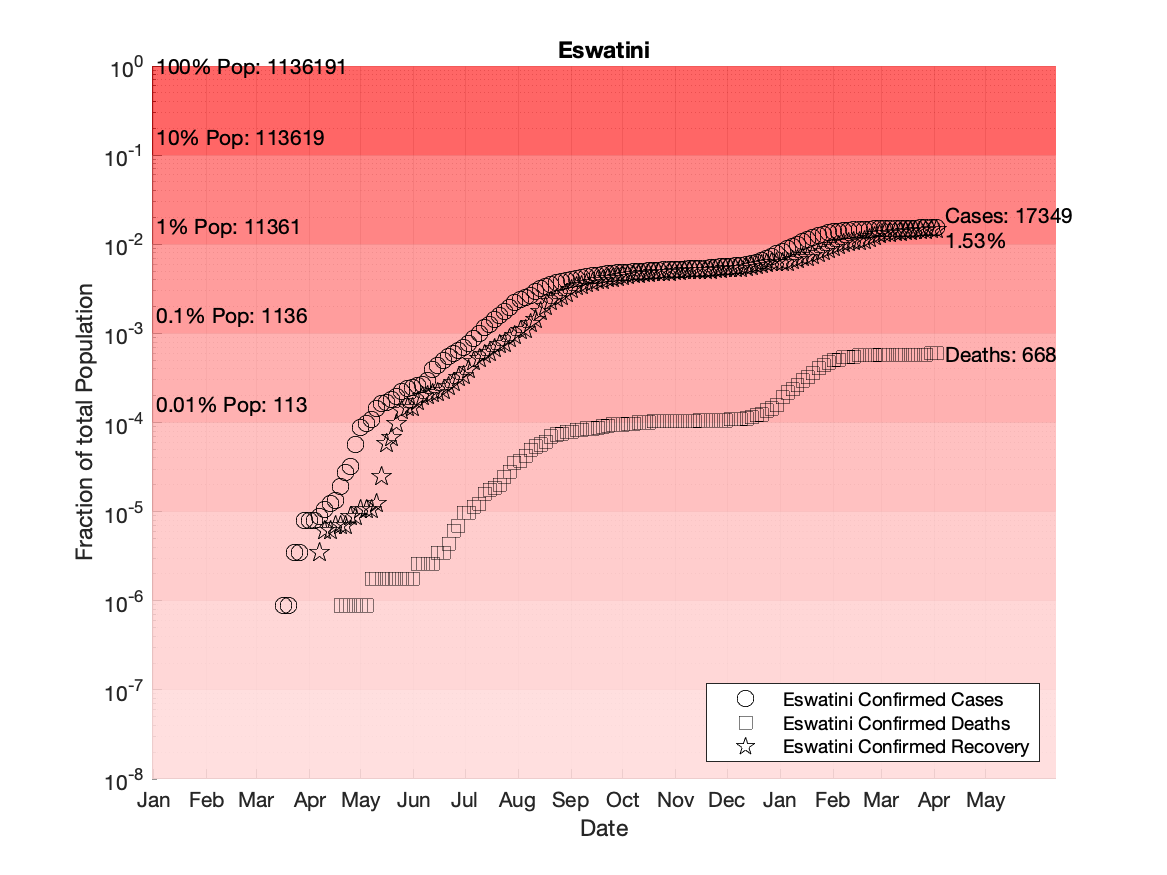 Eswatini
10^0
100% Pop: 1136191
10% Pop: 113619
10^-1
1% Pop: 11361
10^-2
Cases: 17349
1.53%
0.1% Pop: 1136
10^-3
Deaths: 668
0.01% Pop: 113
10^-4
10^-5
10^-6
10^-7
10^-8
Fraction of total Population
Eswatini Confirmed Cases
Eswatini Confirmed Deaths
Eswatini Confirmed Recovery
Jan Feb Mar Apr May Jun Jul Aug Sep Oct Nov Dec Jan Feb Mar Apr May
Date